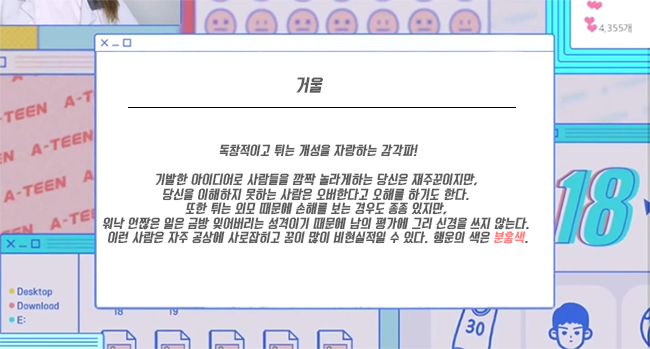 4,355개
거울
A-TEEN
A-TEEN
A-TEEN
A-TEEN
독창적이고 튀는 개성을 자랑하는 감각파!
기발한 아이디어로 사람들을 깜짝 놀라게하는 당신은 재주꾼이지만,
당신을 이해하지 못하는 사람은 오버한다고 오해를 하기도 한다.
또한 튀는 외모 때문에 손해를 보는 경우도 종종 있지만,
워낙 언짢은 일은 금방 잊어버리는 성격이기 때문에 남의 평가에 그리 신경을 쓰지 않는다.
이런 사람은 자주 공상에 사로잡히고 꿈이 많이 비현실적일 수 있다. 행운의 색은 분홍색.
18
Desktop
Download
E:
18
19
30